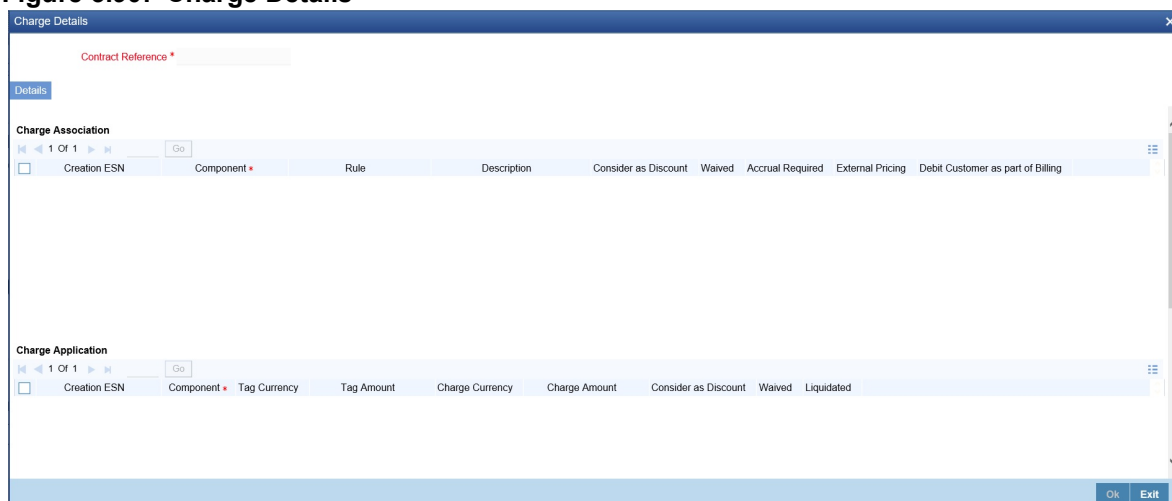 Charge Details
Contract Reference *
Details
Charge Association
1 Of 1 Go
Creation ESN Component * Rule Description Consider as Discount Waived Accrual Required External Pricing Debit Customer as part of Billing
Charge Application
1 Of 1 Go
Creation ESN Component * Tag Currency Tag Amount Charge Currency Charge Amount Consider as Discount Waived Liquidated
Ok Exit